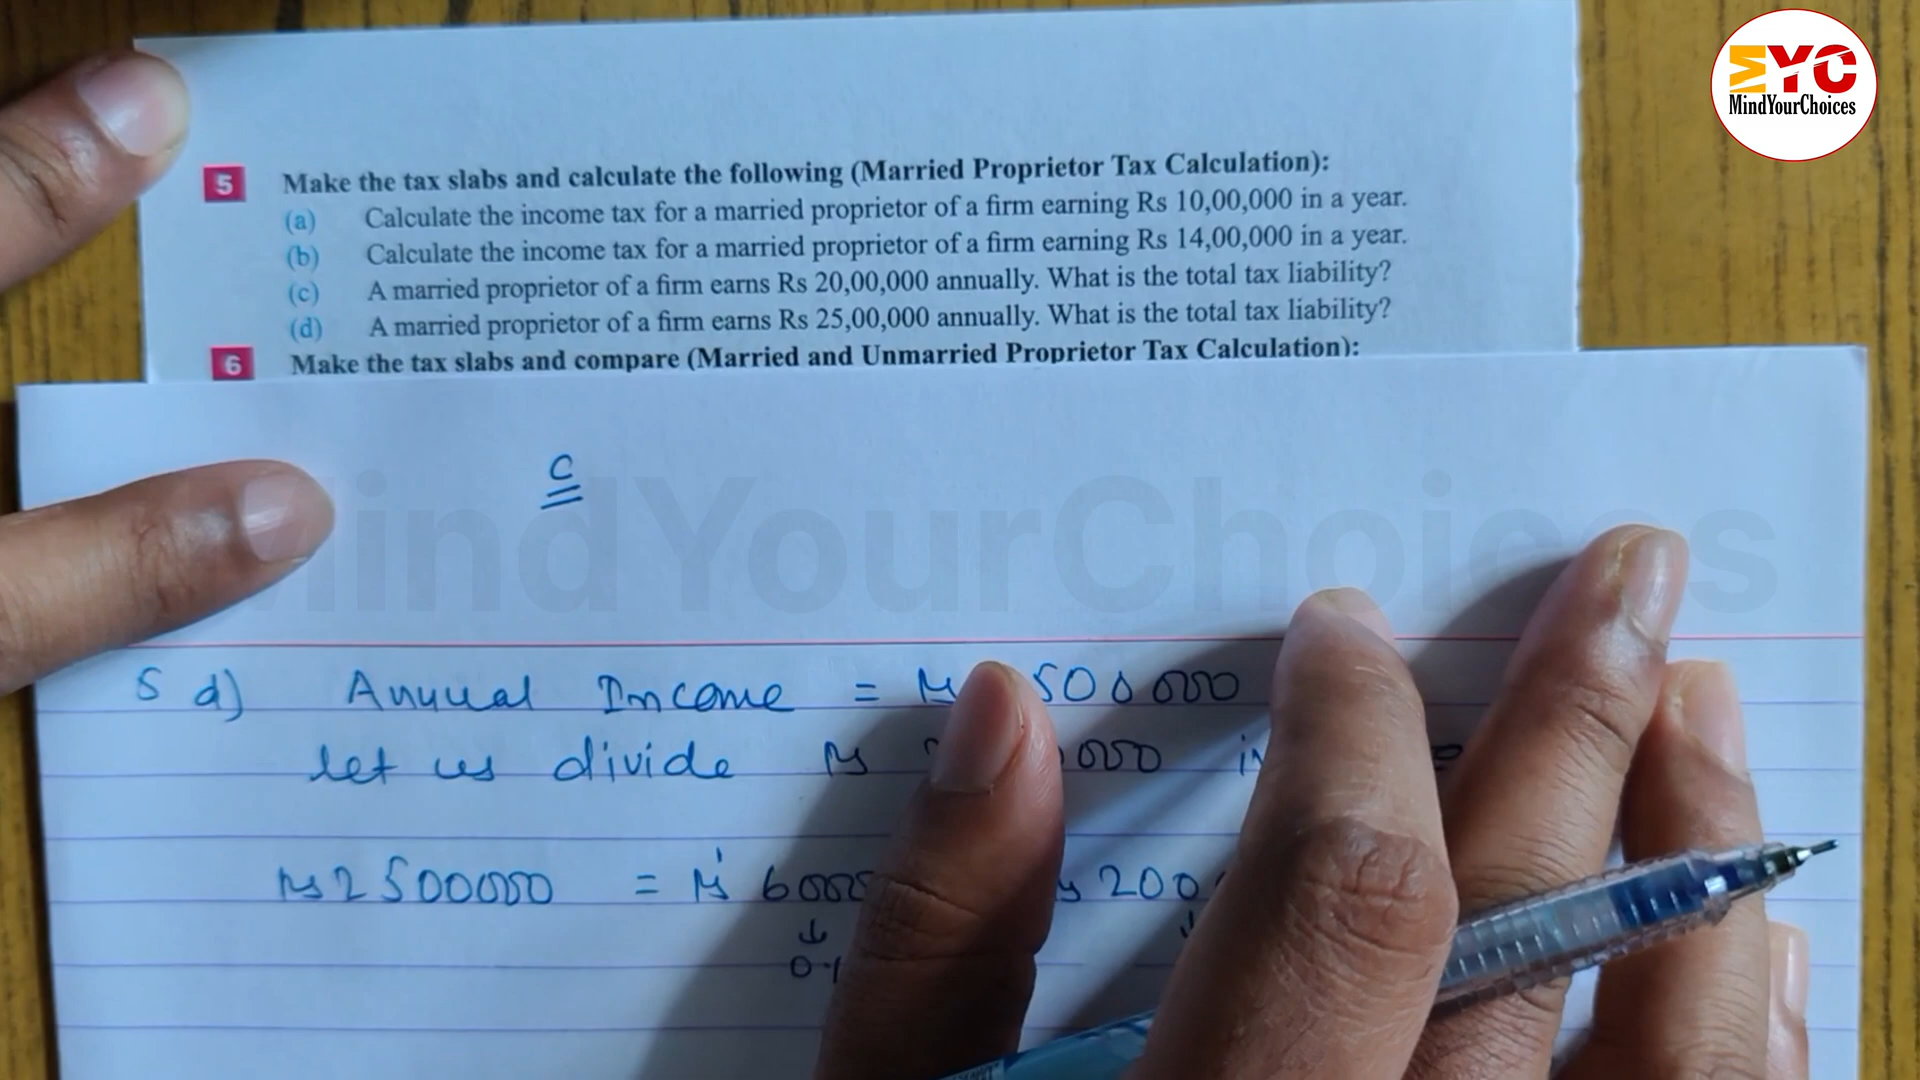 MYC
MindYourChoices
5 Make the tax slabs and calculate the following (Married Proprietor Tax Calculation):
(a) Calculate the income tax for a married proprietor of a firm earning Rs 10,00,000 in a year.
(b) Calculate the income tax for a married proprietor of a firm earning Rs 14,00,000 in a year.
(c) A married proprietor of a firm earns Rs 20,00,000 annually. What is the total tax liability?
(d) A married proprietor of a firm earns Rs 25,00,000 annually. What is the total tax liability?
6 Make the tax slabs and compare (Married and Unmarried Proprietor Tax Calculation):
C
MindYourChoices
5 d) Annual Income = Rs
let us divide Rs
Rs 2500000 = Rs